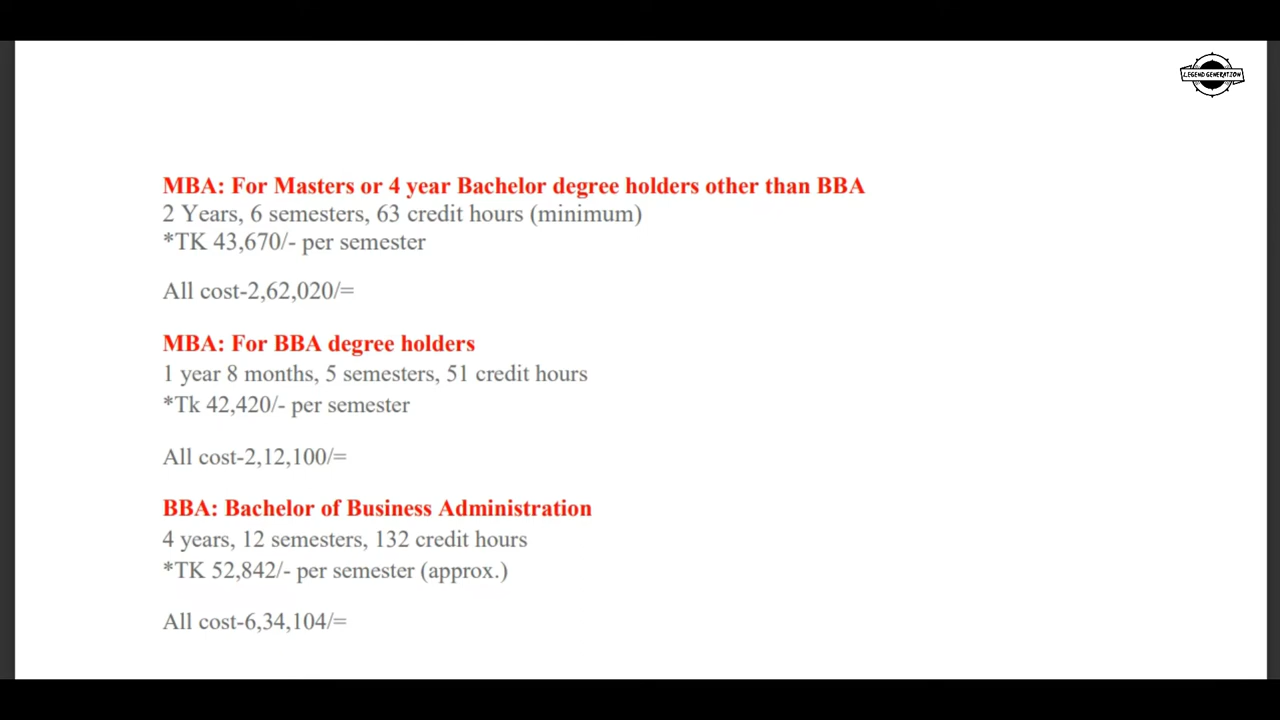 LEGEND GENERATION
MBA: For Masters or 4 year Bachelor degree holders other than BBA
2 Years, 6 semesters, 63 credit hours (minimum)
*TK 43,670/- per semester
All cost-2,62,020/=
MBA: For BBA degree holders
1 year 8 months, 5 semesters, 51 credit hours
*Tk 42,420/- per semester
All cost-2,12,100/=
BBA: Bachelor of Business Administration
4 years, 12 semesters, 132 credit hours
*TK 52,842/- per semester (approx.)
All cost-6,34,104/=